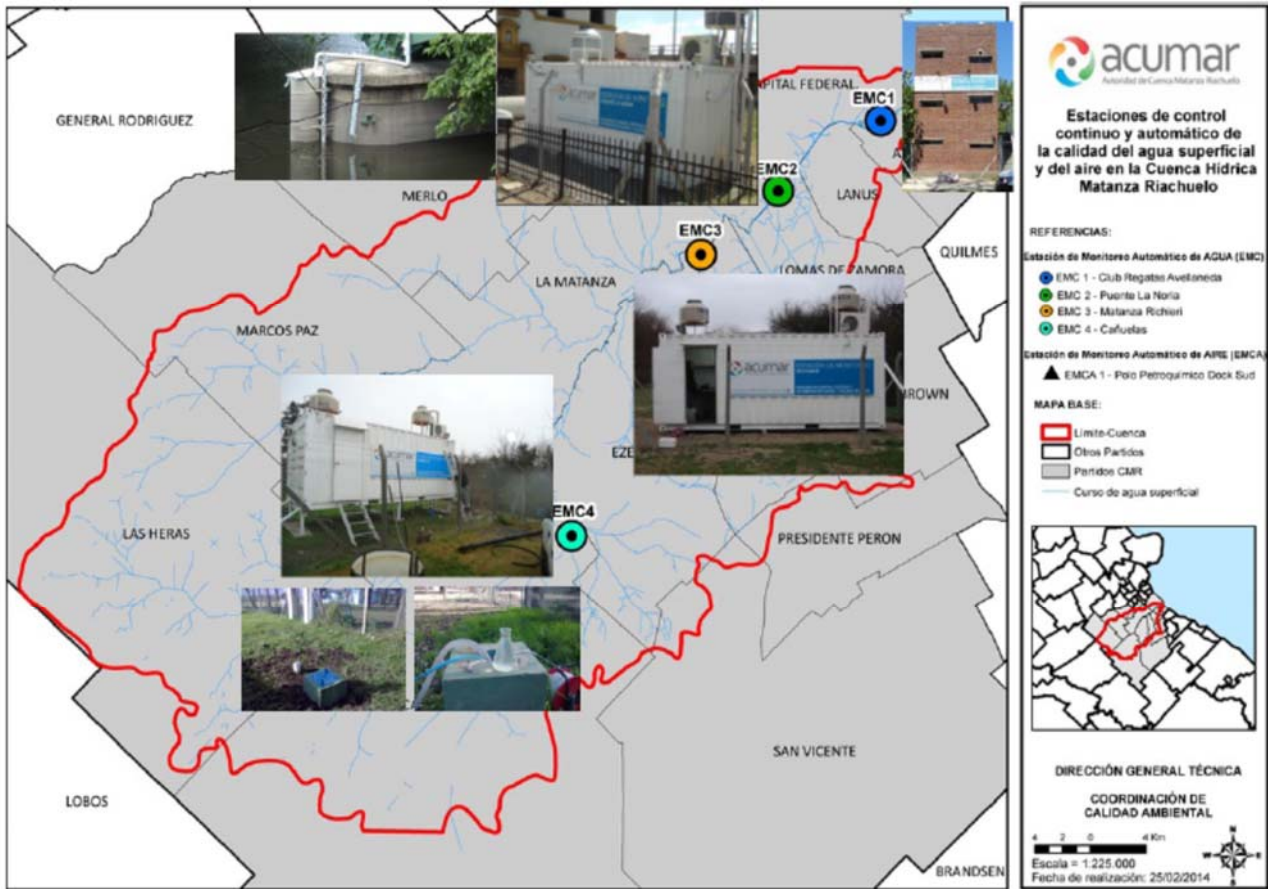 GENERAL RODRIGUEZ
MERLO
LA MATANZA
MARCOS PAZ
LAS HERAS
LOBOS
CAPITAL FEDERAL
LANUS
QUILMES
LOMAS DE ZAMORA
PRESIDENTE PERON
SAN VICENTE
BRANDSEN
EMC1
EMC2
EMC3
EMC4
acumar
acumar
acumar
acumar
Autoridad de Cuenca Matanza Riachuelo
Estaciones de control
continuo y automático de
la calidad del agua superficial
y del aire en la Cuenca Hídrica
Matanza Riachuelo
REFERENCIAS:
Estación de Monitoreo Automático de AGUA (EMC)
EMC 1 - Club Regatas Avellaneda
EMC 2 - Puente La Noria
EMC 3 - Matanza Richieri
EMC 4 - Cañuelas
Estación de Monitoreo Automático de AIRE (EMCA)
EMCA 1 - Polo Petroquímico Dock Sud
MAPA BASE:
Límite-Cuenca
Otros Partidos
Partidos CMR
Curso de agua superficial
DIRECCIÓN GENERAL TÉCNICA
COORDINACIÓN DE
CALIDAD AMBIENTAL
4 2 0 4 Km
N
W E
S
Escala = 1:225.000
Fecha de realización: 25/02/2014